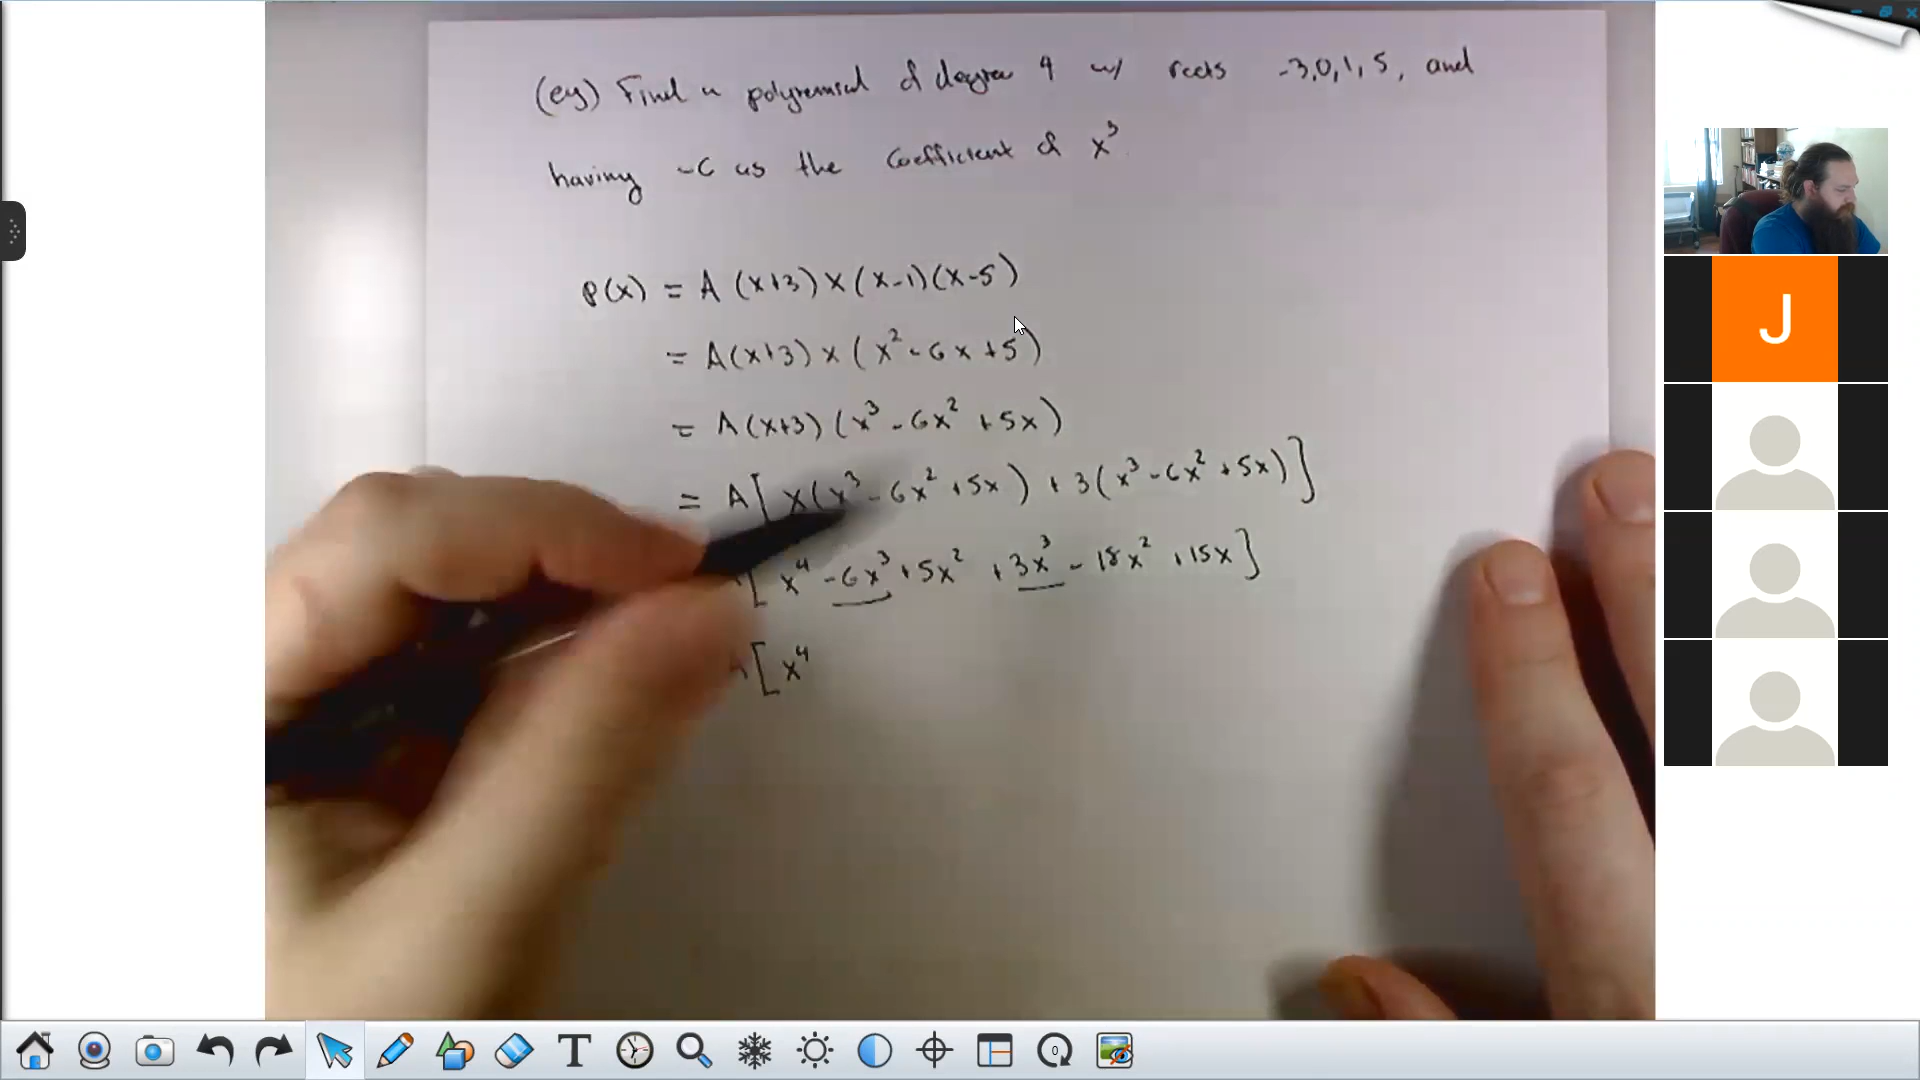 (eg) Find a polynomial of degree 4 w/ roots -3,0,1,5, and
having -6 as the coefficient of x³.
P(x) = A (x+3) x (x-1)(x-5)
= A(x+3) x (x² - 6x + 5)
= A(x+3) (x³ - 6x² + 5x)
= A[ x(x³ - 6x² + 5x) + 3(x³ - 6x² + 5x)]
[ x⁴ - 6x³ + 5x² + 3x³ - 18x² + 15x]
A[ x⁴
J
T
0